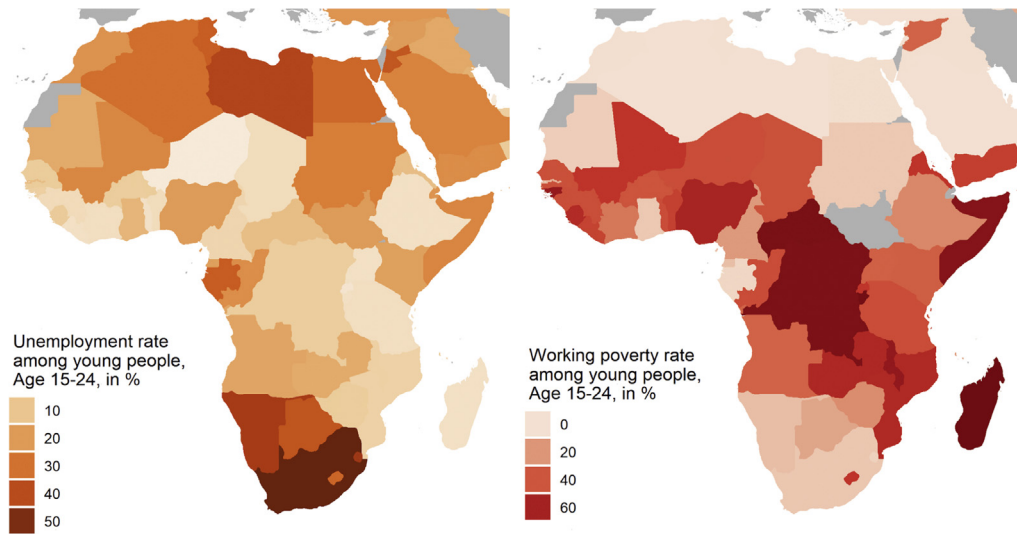 Unemployment rate
among young people,
Age 15-24, in %
10
20
30
40
50
Working poverty rate
among young people,
Age 15-24, in %
0
20
40
60